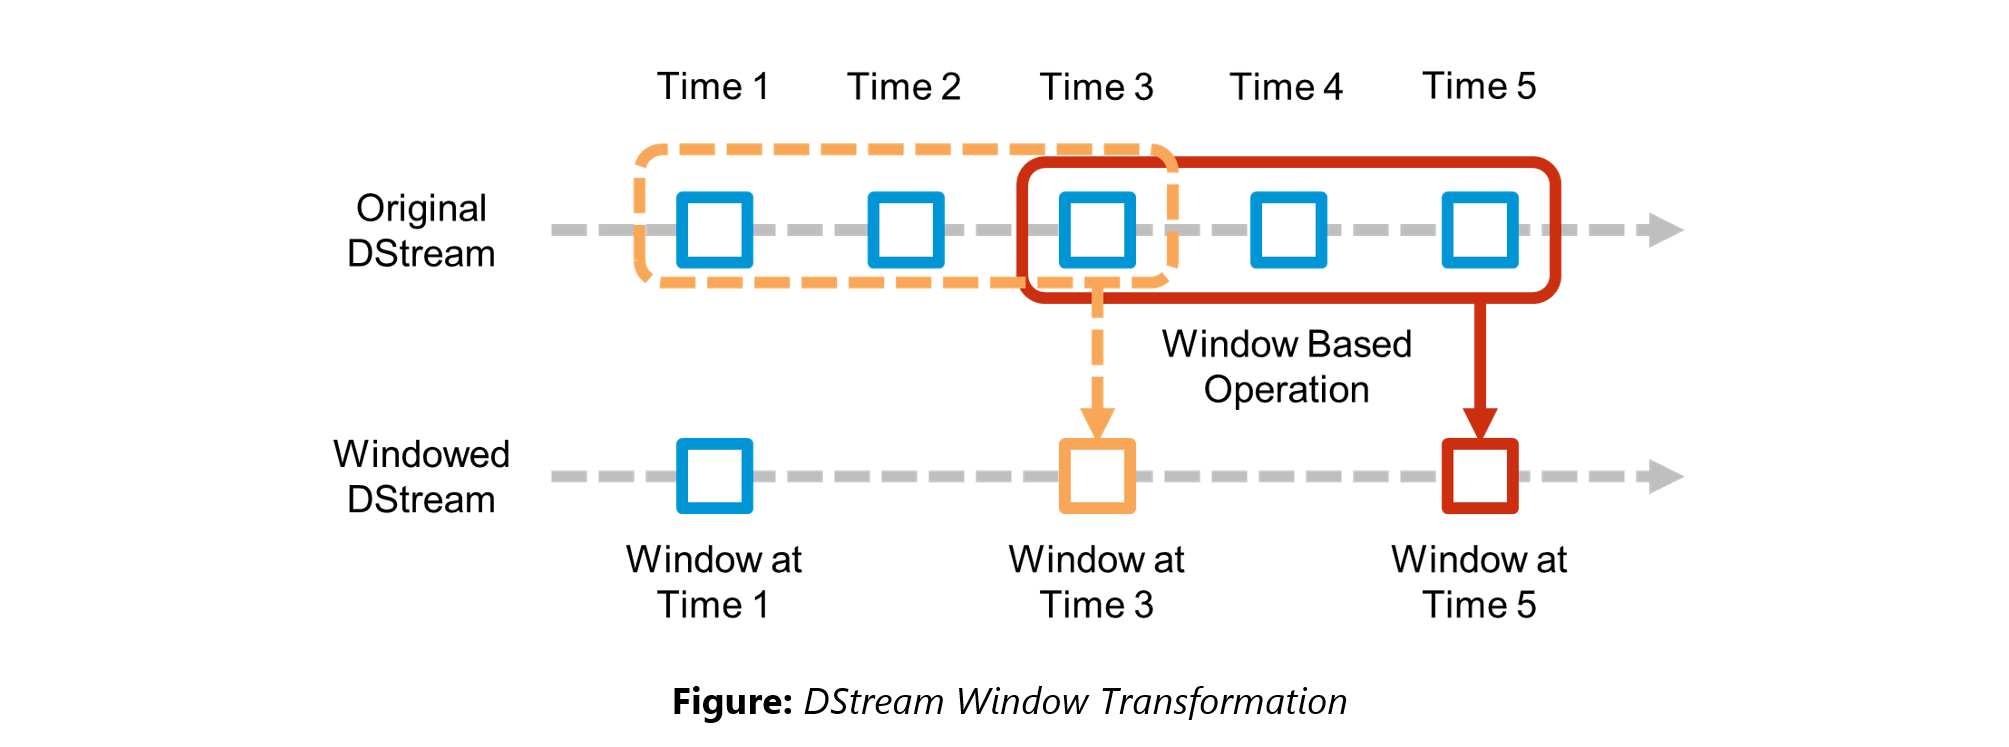 Time 1 Time 2 Time 3 Time 4 Time 5
Original
DStream
Window Based
Operation
Windowed
DStream
Window at Window at Window at
Time 1 Time 3 Time 5
Figure: DStream Window Transformation